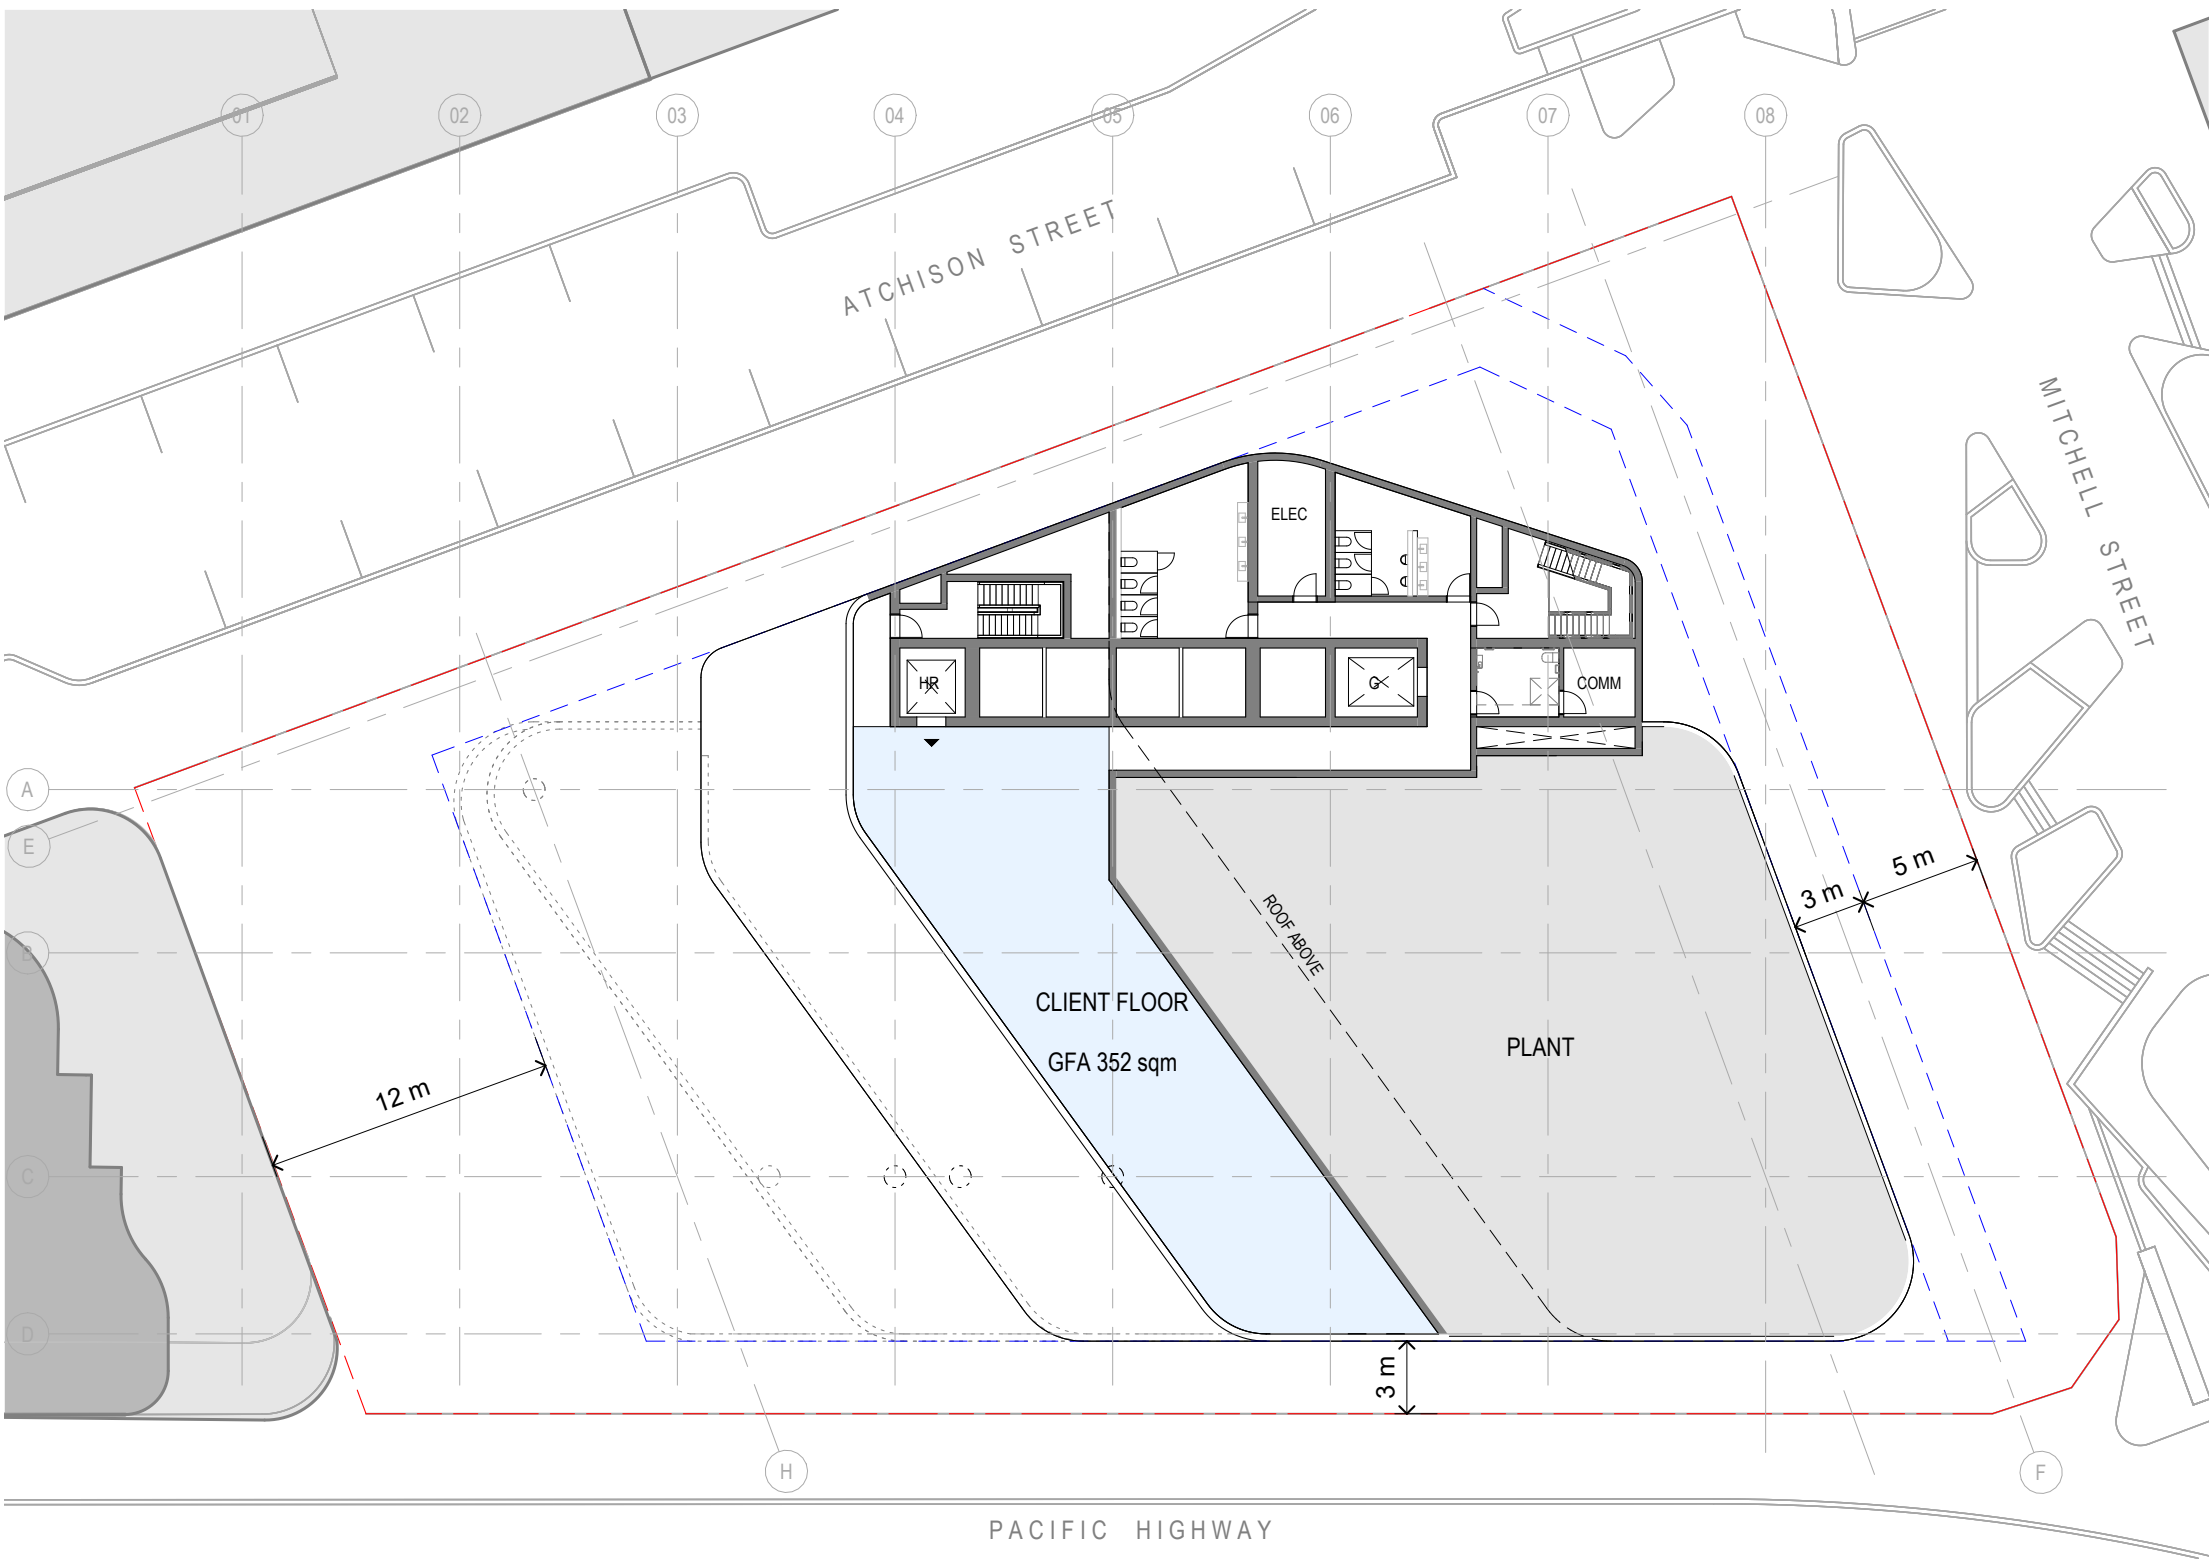 01
02
03
04
05
06
07
08
ATCHISON STREET
MITCHELL STREET
ELEC
HR
G
COMM
A
E
5 m
3 m
ROOF ABOVE
B
CLIENT FLOOR
GFA 352 sqm
PLANT
12 m
C
D
3 m
H
F
PACIFIC HIGHWAY